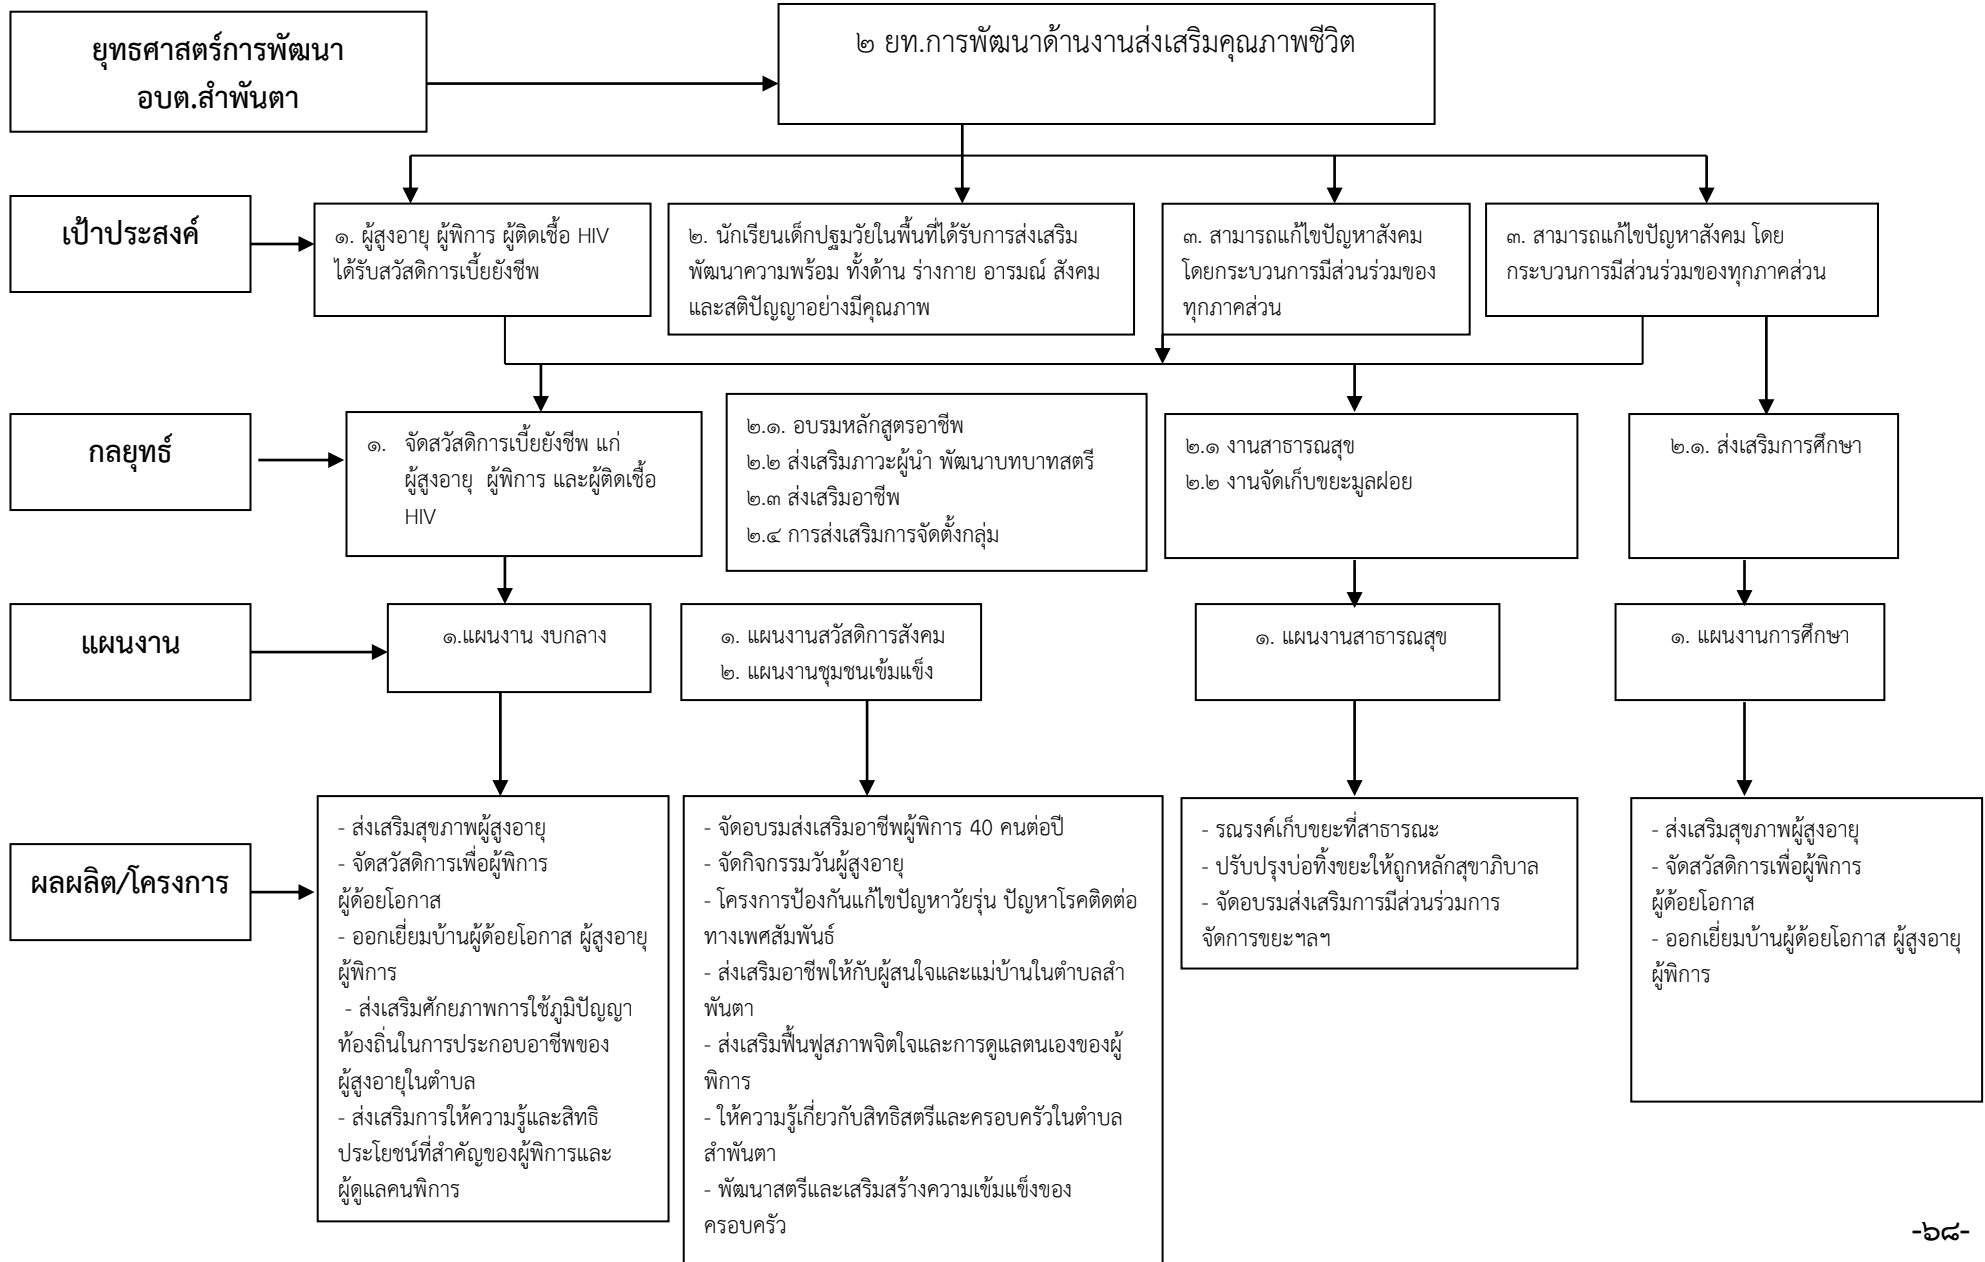 ยุทธศาสตร์การพัฒนา
อบต.สำพันตา
๒ ยท.การพัฒนาด้านงานส่งเสริมคุณภาพชีวิต
เป้าประสงค์
๑. ผู้สูงอายุ ผู้พิการ ผู้ติดเชื้อ HIV
ได้รับสวัสดิการเบี้ยยังชีพ
๒. นักเรียนเด็กปฐมวัยในพื้นที่ได้รับการส่งเสริม
พัฒนาความพร้อม ทั้งด้าน ร่างกาย อารมณ์ สังคม
และสติปัญญาอย่างมีคุณภาพ
๓. สามารถแก้ไขปัญหาสังคม
โดยกระบวนการมีส่วนร่วมของ
ทุกภาคส่วน
๓. สามารถแก้ไขปัญหาสังคม โดย
กระบวนการมีส่วนร่วมของทุกภาคส่วน
กลยุทธ์
๑. จัดสวัสดิการเบี้ยยังชีพ แก่
ผู้สูงอายุ ผู้พิการ และผู้ติดเชื้อ
HIV
๒.๑. อบรมหลักสูตรอาชีพ
๒.๒ ส่งเสริมภาวะผู้นำ พัฒนาบทบาทสตรี
๒.๓ ส่งเสริมอาชีพ
๒.๔ การส่งเสริมการจัดตั้งกลุ่ม
๒.๑ งานสาธารณสุข
๒.๒ งานจัดเก็บขยะมูลฝอย
๒.๑. ส่งเสริมการศึกษา
แผนงาน
๑.แผนงาน งบกลาง
๑. แผนงานสวัสดิการสังคม
๒. แผนงานชุมชนเข้มแข็ง
๑. แผนงานสาธารณสุข
๑. แผนงานการศึกษา
ผลผลิต/โครงการ
- ส่งเสริมสุขภาพผู้สูงอายุ
- จัดสวัสดิการเพื่อผู้พิการ
ผู้ด้อยโอกาส
- ออกเยี่ยมบ้านผู้ด้อยโอกาส ผู้สูงอายุ
ผู้พิการ
- ส่งเสริมศักยภาพการใช้ภูมิปัญญา
ท้องถิ่นในการประกอบอาชีพของ
ผู้สูงอายุในตำบล
- ส่งเสริมการให้ความรู้และสิทธิ
ประโยชน์ที่สำคัญของผู้พิการและ
ผู้ดูแลคนพิการ
- จัดอบรมส่งเสริมอาชีพผู้พิการ 40 คนต่อปี
- จัดกิจกรรมวันผู้สูงอายุ
- โครงการป้องกันแก้ไขปัญหาวัยรุ่น ปัญหาโรคติดต่อ
ทางเพศสัมพันธ์
- ส่งเสริมอาชีพให้กับผู้สนใจและแม่บ้านในตำบลสำ
พันตา
- ส่งเสริมฟื้นฟูสภาพจิตใจและการดูแลตนเองของผู้
พิการ
- ให้ความรู้เกี่ยวกับสิทธิสตรีและครอบครัวในตำบล
สำพันตา
- พัฒนาสตรีและเสริมสร้างความเข้มแข็งของ
ครอบครัว
- รณรงค์เก็บขยะที่สาธารณะ
- ปรับปรุงบ่อทิ้งขยะให้ถูกหลักสุขาภิบาล
- จัดอบรมส่งเสริมการมีส่วนร่วมการ
จัดการขยะฯลฯ
- ส่งเสริมสุขภาพผู้สูงอายุ
- จัดสวัสดิการเพื่อผู้พิการ
ผู้ด้อยโอกาส
- ออกเยี่ยมบ้านผู้ด้อยโอกาส ผู้สูงอายุ
ผู้พิการ
-๖๘-